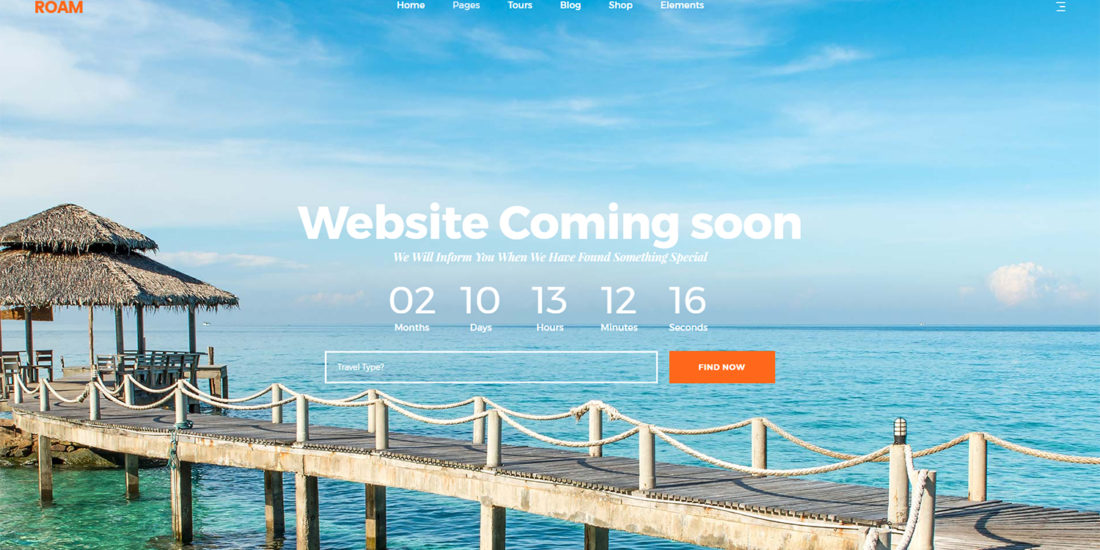 ROAM Home Pages Tours Blog Shop Elements
Website Coming soon
We Will Inform You When We Have Found Something Special
02 10 13 12 16
Months Days Hours Minutes Seconds
Travel Type? FIND NOW